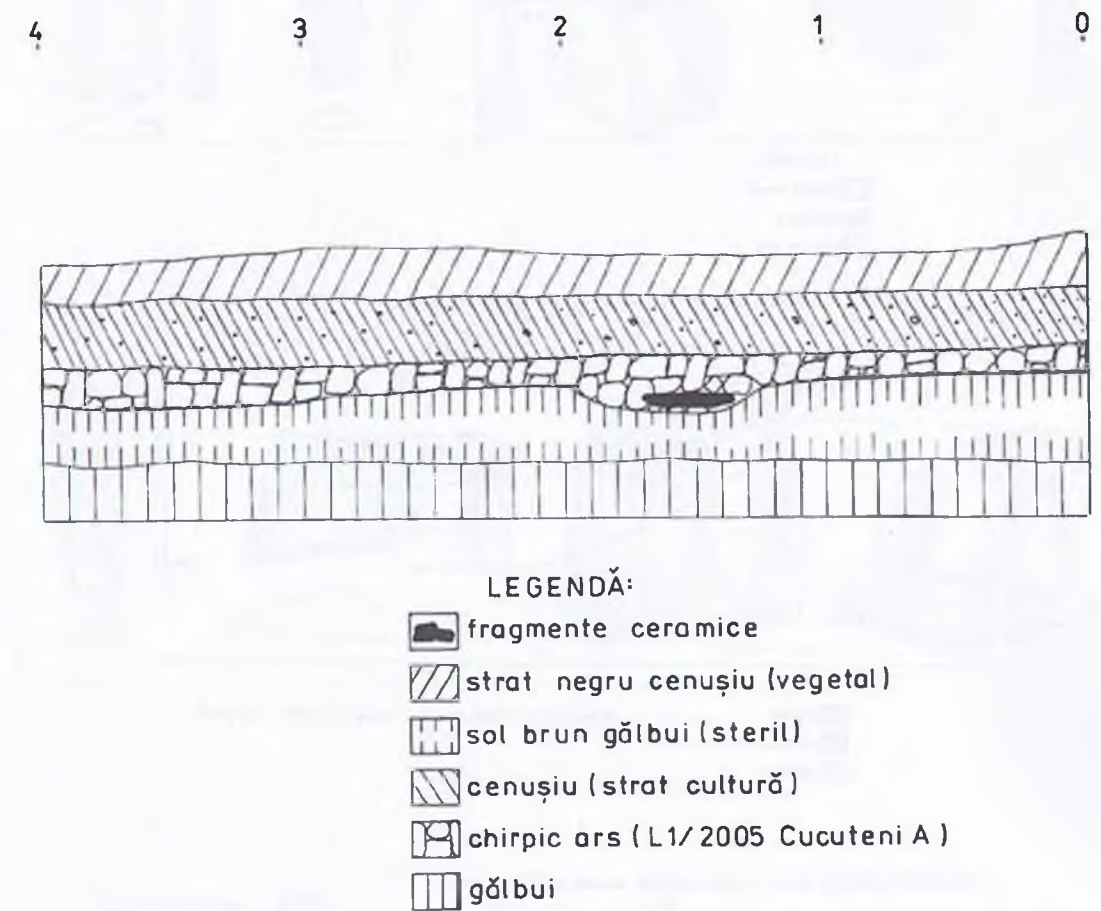 4 3 2 1 0
LEGENDĂ:
fragmente ceramice
strat negru cenușiu (vegetal)
sol brun gălbui (steril)
cenușiu (strat cultură)
chirpic ars (L1/2005 Cucuteni A)
gălbui